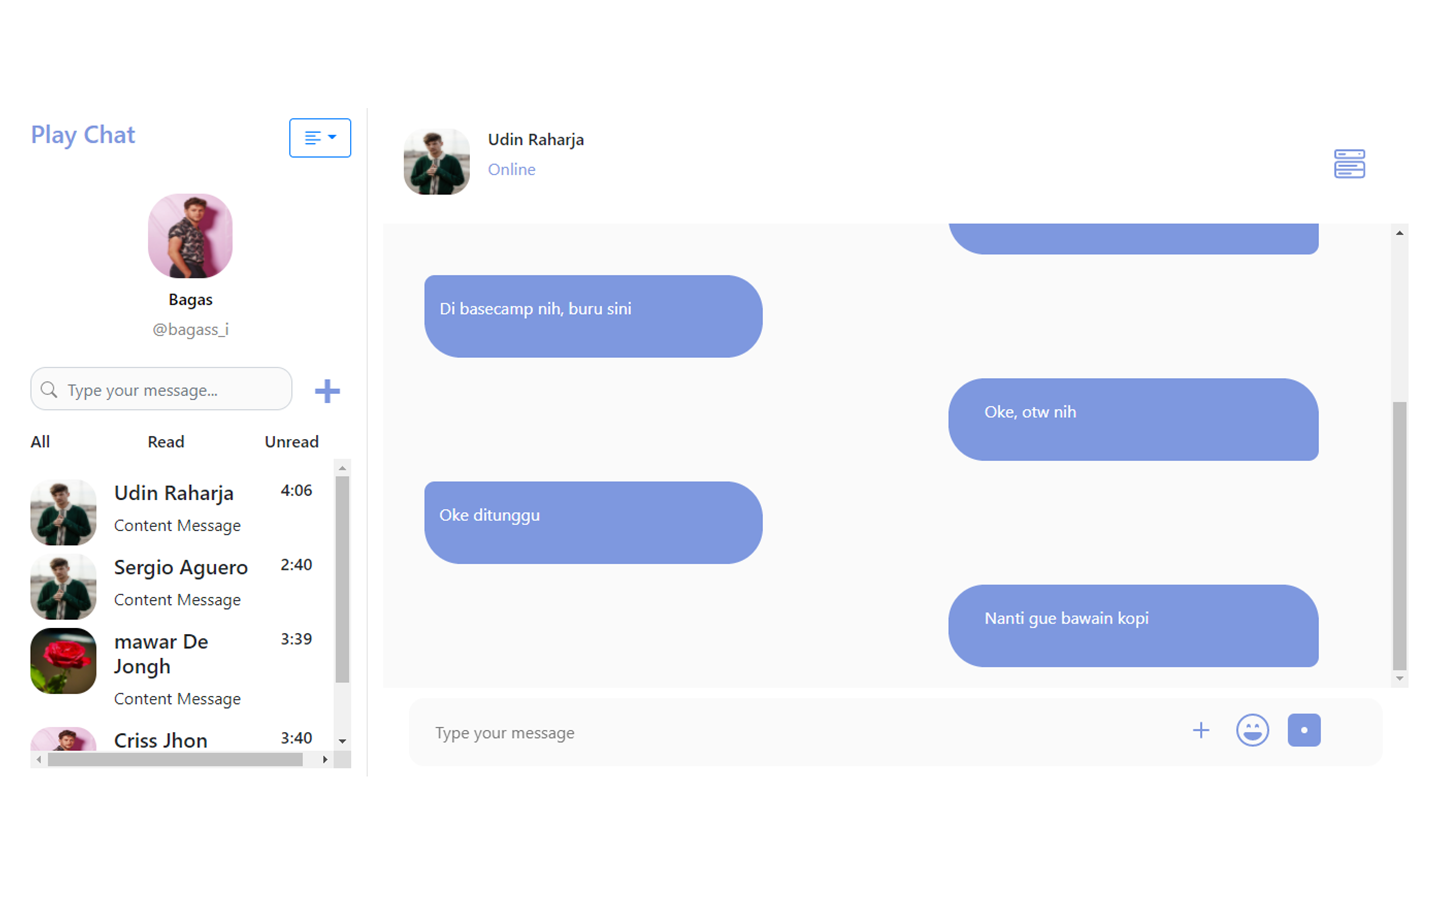 Play Chat
Bagas
@bagass_i
Type your message...
All Read Unread
Udin Raharja 4:06
Content Message
Sergio Aguero 2:40
Content Message
mawar De 3:39
Jongh
Content Message
Criss Jhon 3:40
Udin Raharja
Online
Di basecamp nih, buru sini
Oke, otw nih
Oke ditunggu
Nanti gue bawain kopi
Type your message